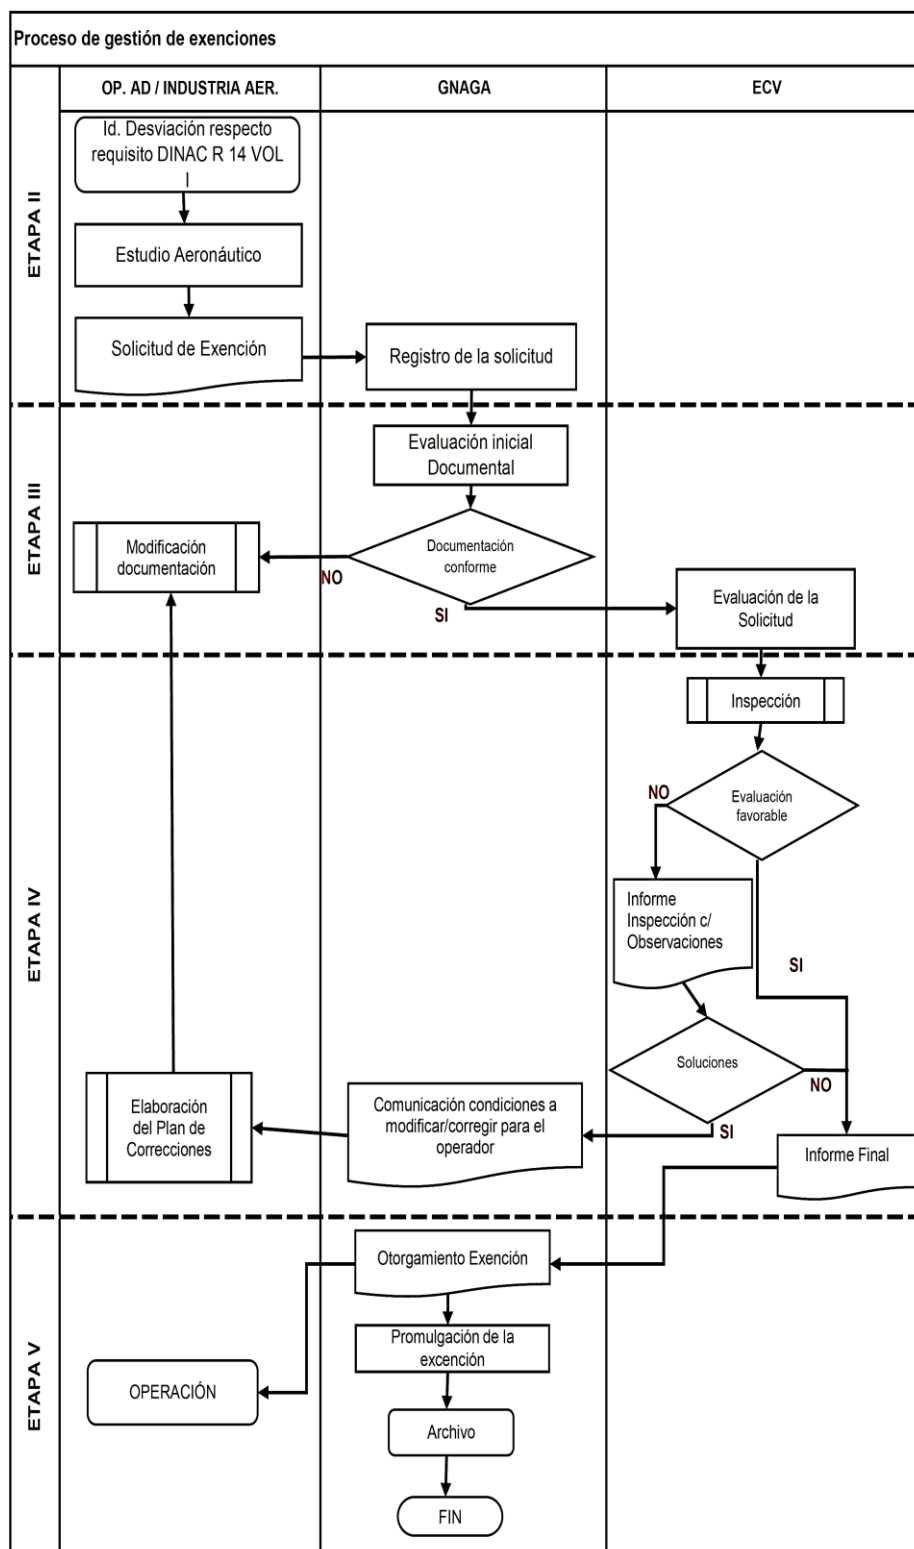 Proceso de gestión de exenciones
OP. AD / INDUSTRIA AER.
GNAGA
ECV
ETAPA II
Id. Desviación respecto
requisito DINAC R 14 VOL
I
Estudio Aeronáutico
Solicitud de Exención
Registro de la solicitud
ETAPA III
Evaluación inicial
Documental
Documentación
conforme
NO
SI
Modificación
documentación
Evaluación de la
Solicitud
ETAPA IV
Inspección
Evaluación
favorable
NO
SI
Informe
Inspección c/
Observaciones
Soluciones
NO
SI
Comunicación condiciones a
modificar/corregir para el
operador
Elaboración
del Plan de
Correcciones
Informe Final
ETAPA V
Otorgamiento Exención
Promulgación de la
excención
OPERACIÓN
Archivo
FIN